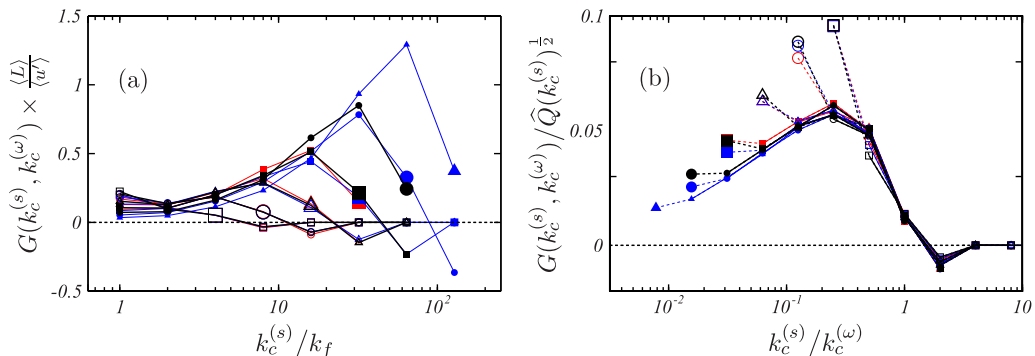 1.5
1
0.5
0
-0.5
1
10
10^2
(a)
G(k_c^{(s)}, k_c^{(ω)}) × ⟨L⟩/⟨u'⟩
k_c^{(s)}/k_f
0.1
0.05
0
10^{-2}
10^{-1}
1
10
(b)
G(k_c^{(s)}, k_c^{(ω)})/Q̂(k_c^{(s)})^{1/2}
k_c^{(s)}/k_c^{(ω)}